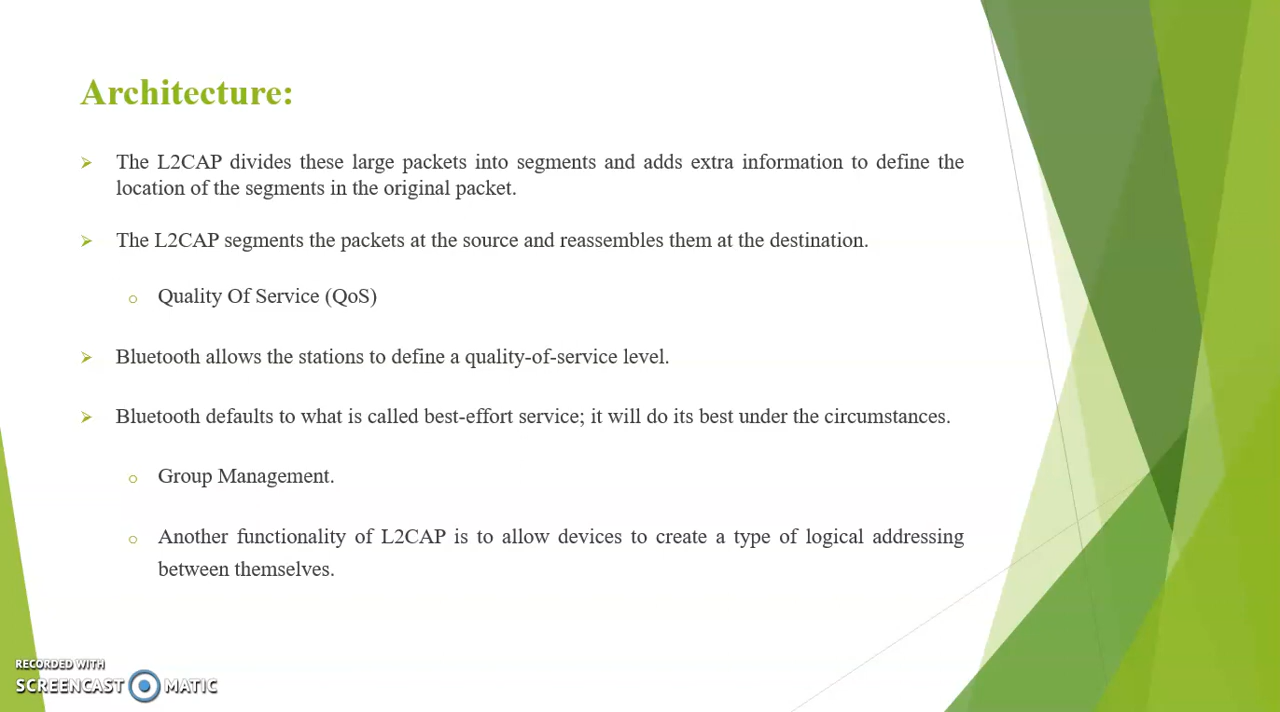 Architecture:
The L2CAP divides these large packets into segments and adds extra information to define the
location of the segments in the original packet.
The L2CAP segments the packets at the source and reassembles them at the destination.
Quality Of Service (QoS)
Bluetooth allows the stations to define a quality-of-service level.
Bluetooth defaults to what is called best-effort service; it will do its best under the circumstances.
Group Management.
Another functionality of L2CAP is to allow devices to create a type of logical addressing
between themselves.
RECORDED WITH
SCREENCAST MATIC